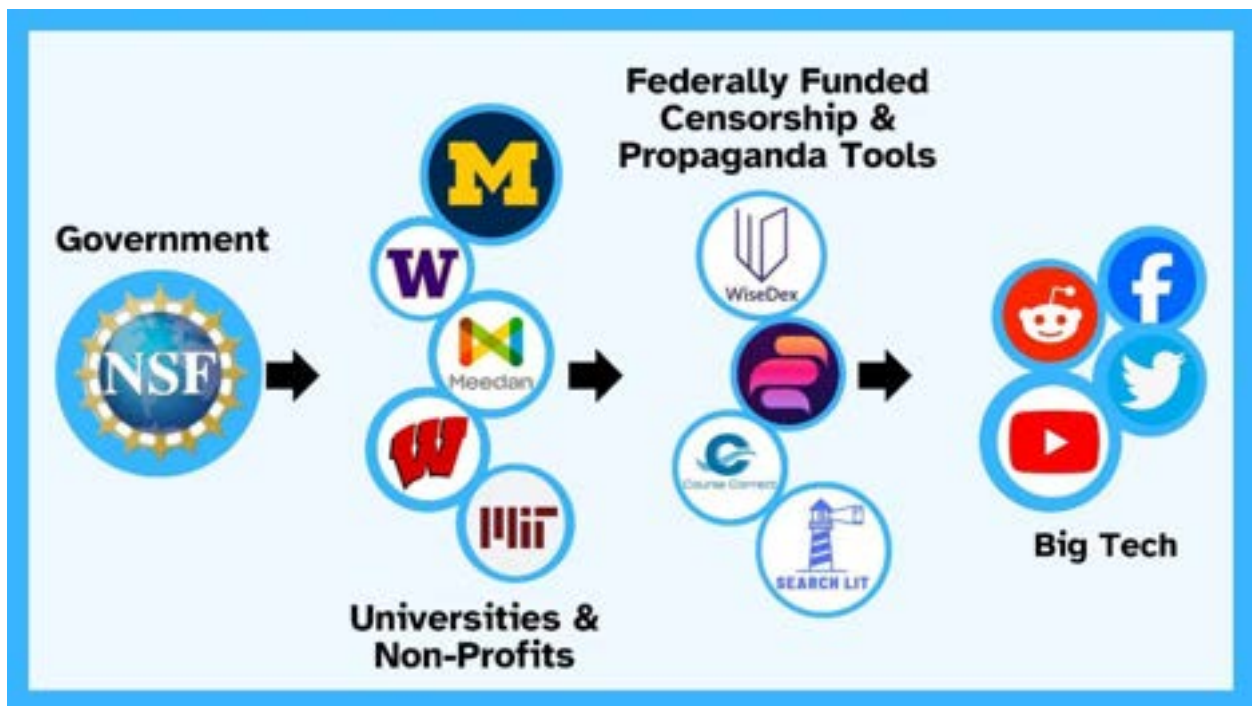 Government
NSF
M
W
Meedan
W
MIT
Universities &
Non-Profits
Federally Funded
Censorship &
Propaganda Tools
WiseDex
Course Correct
SEARCH LIT
f
Big Tech